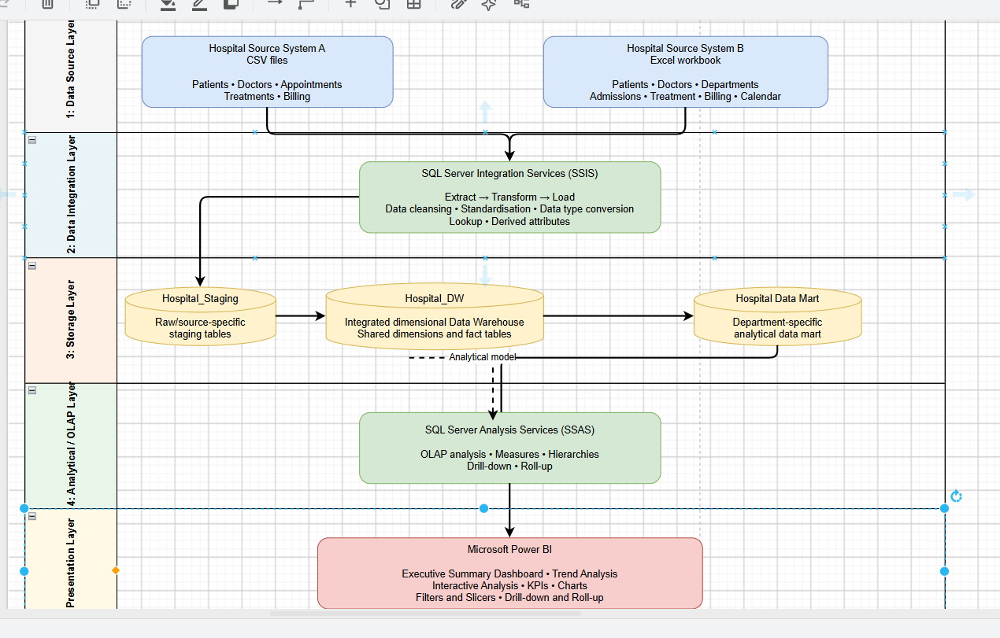 1: Data Source Layer
Hospital Source System A
CSV files
Patients • Doctors • Appointments
Treatments • Billing
Hospital Source System B
Excel workbook
Patients • Doctors • Departments
Admissions • Treatment • Billing • Calendar
2: Data Integration Layer
SQL Server Integration Services (SSIS)
Extract → Transform → Load
Data cleansing • Standardisation • Data type conversion
Lookup • Derived attributes
3: Storage Layer
Hospital_Staging
Raw/source-specific
staging tables
Hospital_DW
Integrated dimensional Data Warehouse
Shared dimensions and fact tables
Hospital Data Mart
Department-specific
analytical data mart
Analytical model
4: Analytical / OLAP Layer
SQL Server Analysis Services (SSAS)
OLAP analysis • Measures • Hierarchies
Drill-down • Roll-up
Presentation Layer
Microsoft Power BI
Executive Summary Dashboard • Trend Analysis
Interactive Analysis • KPIs • Charts
Filters and Slicers • Drill-down and Roll-up